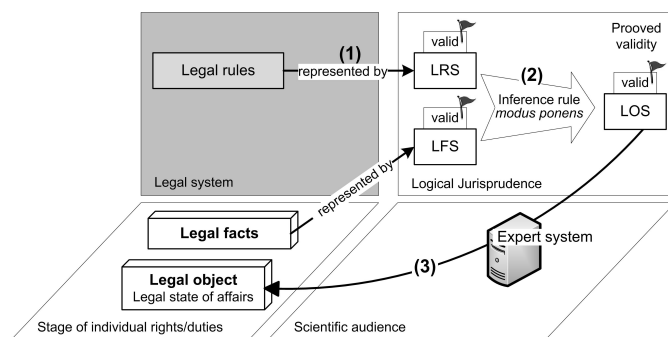 Legal rules
(1)
represented by
valid
LRS
(2)
Inference rule
modus ponens
Prooved
validity
valid
LOS
valid
LFS
represented by
Legal system
Logical Jurisprudence
Legal facts
Expert system
(3)
Legal object
Legal state of affairs
Stage of individual rights/duties
Scientific audience